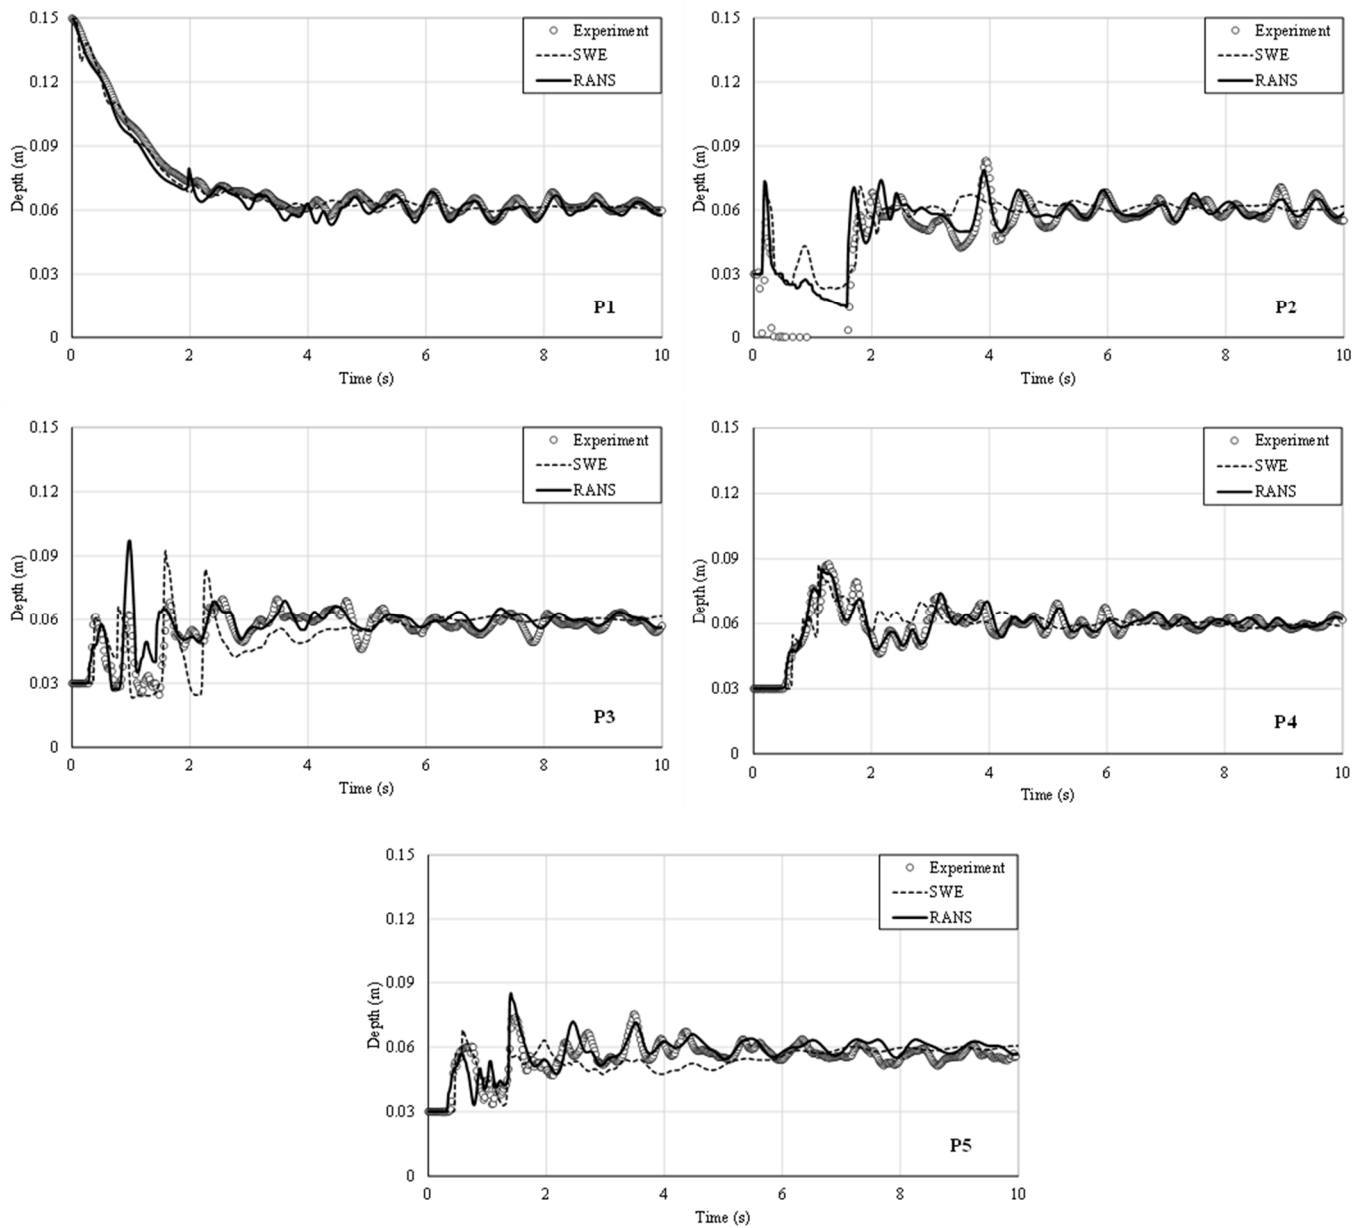 0.15
0.12
0.09
0.06
0.03
0
Depth (m)
0 2 4 6 8 10
Time (s)
Experiment
SWE
RANS
P1
0.15
0.12
0.09
0.06
0.03
0
Depth (m)
0 2 4 6 8 10
Time (s)
Experiment
SWE
RANS
P2
0.15
0.12
0.09
0.06
0.03
0
Depth (m)
0 2 4 6 8 10
Time (s)
Experiment
SWE
RANS
P3
0.15
0.12
0.09
0.06
0.03
0
Depth (m)
0 2 4 6 8 10
Time (s)
Experiment
SWE
RANS
P4
0.15
0.12
0.09
0.06
0.03
0
Depth (m)
0 2 4 6 8 10
Time (s)
Experiment
SWE
RANS
P5